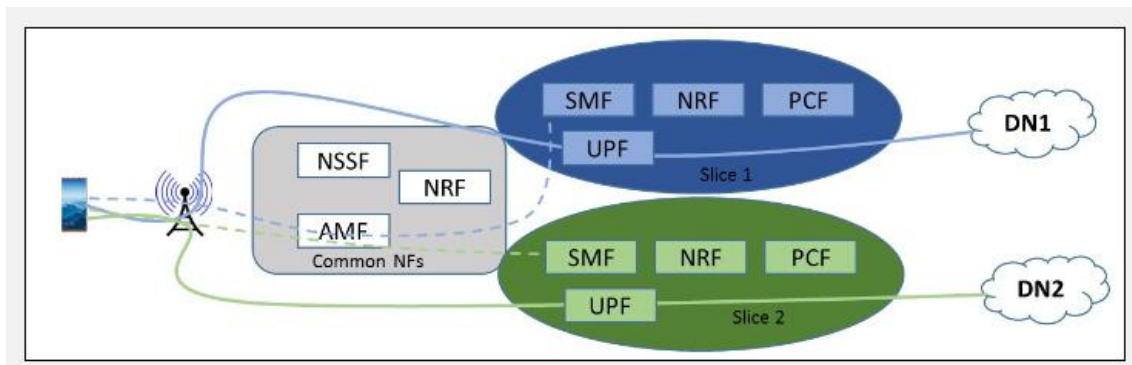 NSSF
NRF
AMF
Common NFs
SMF NRF PCF
UPF
Slice 1
DN1
SMF NRF PCF
UPF
Slice 2
DN2